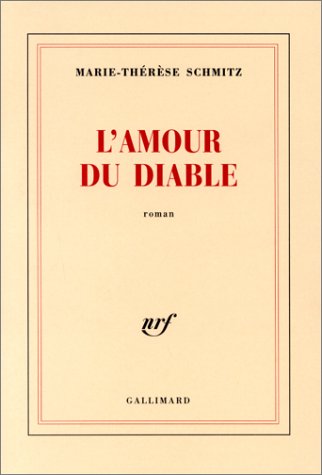 MARIE-THÉRÈSE SCHMITZ
L'AMOUR
DU DIABLE
roman
nrf
GALLIMARD